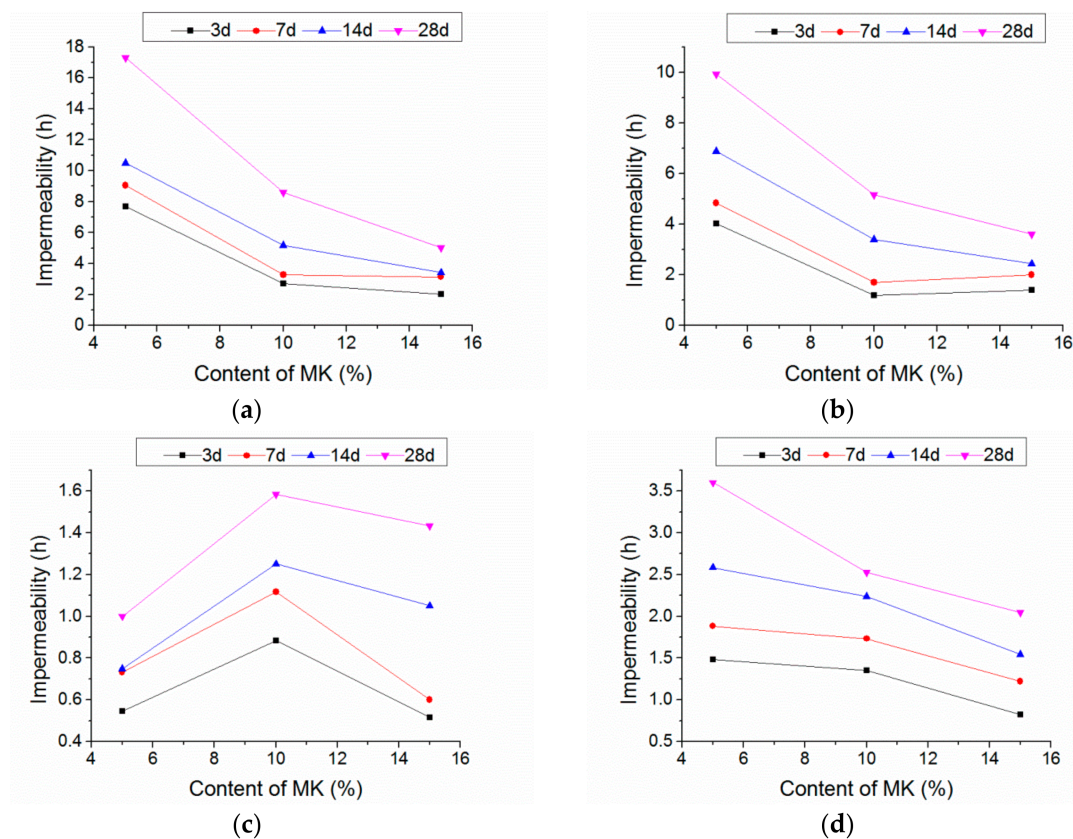 3d 7d 14d 28d
Impermeability (h)
18
16
14
12
10
8
6
4
2
0
4 6 8 10 12 14 16
Content of MK (%)
(a)
3d 7d 14d 28d
Impermeability (h)
10
8
6
4
2
0
4 6 8 10 12 14 16
Content of MK (%)
(b)
3d 7d 14d 28d
Impermeability (h)
1.6
1.4
1.2
1.0
0.8
0.6
0.4
4 6 8 10 12 14 16
Content of MK (%)
(c)
3d 7d 14d 28d
Impermeability (h)
3.5
3.0
2.5
2.0
1.5
1.0
0.5
4 6 8 10 12 14 16
Content of MK (%)
(d)